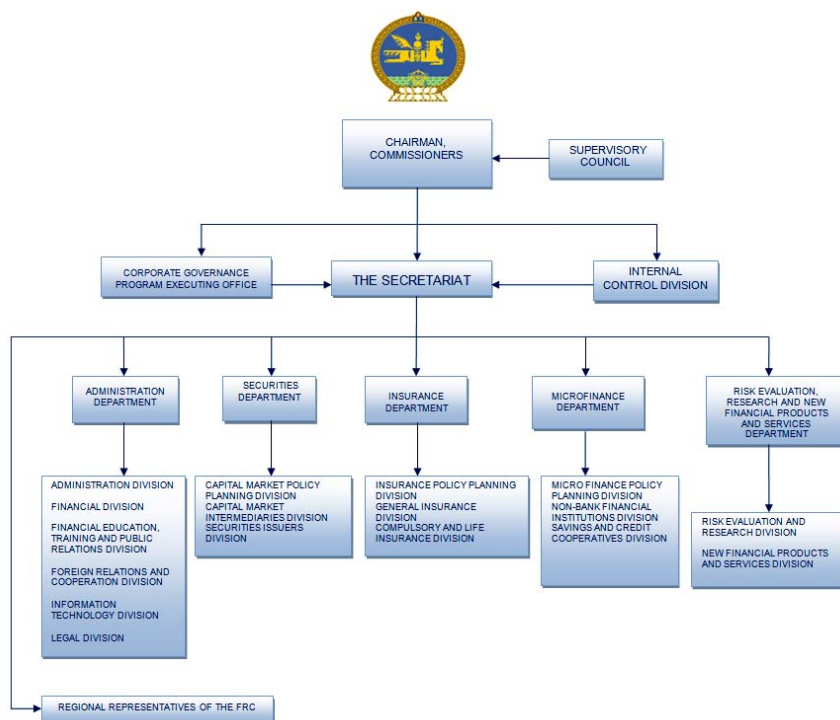 CHAIRMAN,
COMMISSIONERS
SUPERVISORY
COUNCIL
CORPORATE GOVERNANCE
PROGRAM EXECUTING OFFICE
THE SECRETARIAT
INTERNAL
CONTROL DIVISION
ADMINISTRATION
DEPARTMENT
SECURITIES
DEPARTMENT
INSURANCE
DEPARTMENT
MICROFINANCE
DEPARTMENT
RISK EVALUATION,
RESEARCH AND NEW
FINANCIAL PRODUCTS
AND SERVICES
DEPARTMENT
ADMINISTRATION DIVISION
FINANCIAL DIVISION
FINANCIAL EDUCATION,
TRAINING AND PUBLIC
RELATIONS DIVISION
FOREIGN RELATIONS AND
COOPERATION DIVISION
INFORMATION
TECHNOLOGY DIVISION
LEGAL DIVISION
CAPITAL MARKET POLICY
PLANNING DIVISION
CAPITAL MARKET
INTERMEDIARIES DIVISION
SECURITIES ISSUERS
DIVISION
INSURANCE POLICY PLANNING
DIVISION
GENERAL INSURANCE
DIVISION
COMPULSORY AND LIFE
INSURANCE DIVISION
MICRO FINANCE POLICY
PLANNING DIVISION
NON-BANK FINANCIAL
INSTITUTIONS DIVISION
SAVINGS AND CREDIT
COOPERATIVES DIVISION
RISK EVALUATION AND
RESEARCH DIVISION
NEW FINANCIAL PRODUCTS
AND SERVICES DIVISION
REGIONAL REPRESENTATIVES OF THE FRC